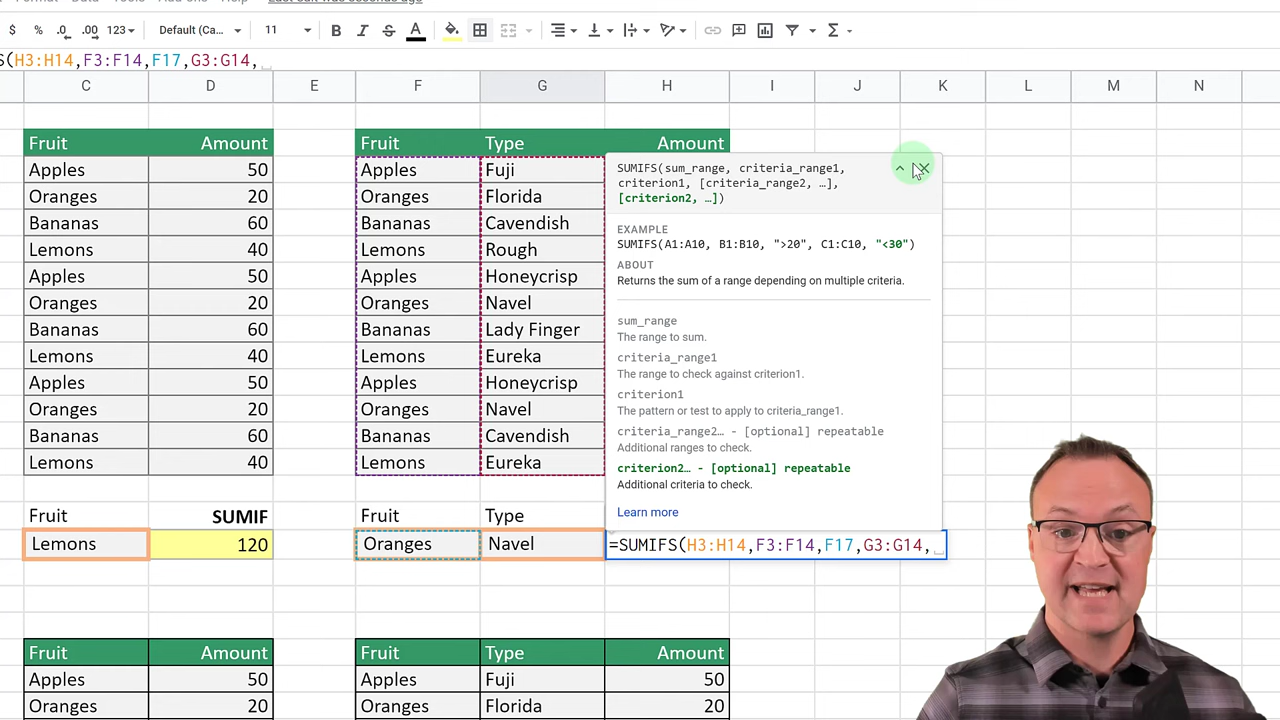 $ % .0 .00 123 Default (Ca... 11 B I S A Σ
S(H3:H14,F3:F14,F17,G3:G14,
C D E F G H I J K L M N
Fruit Amount Fruit Type Amount
Apples 50 Apples Fuji
Oranges 20 Oranges Florida
Bananas 60 Bananas Cavendish
Lemons 40 Lemons Rough
Apples 50 Apples Honeycrisp
Oranges 20 Oranges Navel
Bananas 60 Bananas Lady Finger
Lemons 40 Lemons Eureka
Apples 50 Apples Honeycrisp
Oranges 20 Oranges Navel
Bananas 60 Bananas Cavendish
Lemons 40 Lemons Eureka
SUMIFS(sum_range, criteria_range1,
criterion1, [criteria_range2, …],
[criterion2, …])
EXAMPLE
SUMIFS(A1:A10, B1:B10, ">20", C1:C10, "<30")
ABOUT
Returns the sum of a range depending on multiple criteria.
sum_range
The range to sum.
criteria_range1
The range to check against criterion1.
criterion1
The pattern or test to apply to criteria_range1.
criteria_range2… - [optional] repeatable
Additional ranges to check.
criterion2… - [optional] repeatable
Additional criteria to check.
Learn more
Fruit SUMIF Fruit Type
Lemons 120 Oranges Navel =SUMIFS(H3:H14,F3:F14,F17,G3:G14,
Fruit Amount Fruit Type Amount
Apples 50 Apples Fuji 50
Oranges 20 Oranges Florida 20